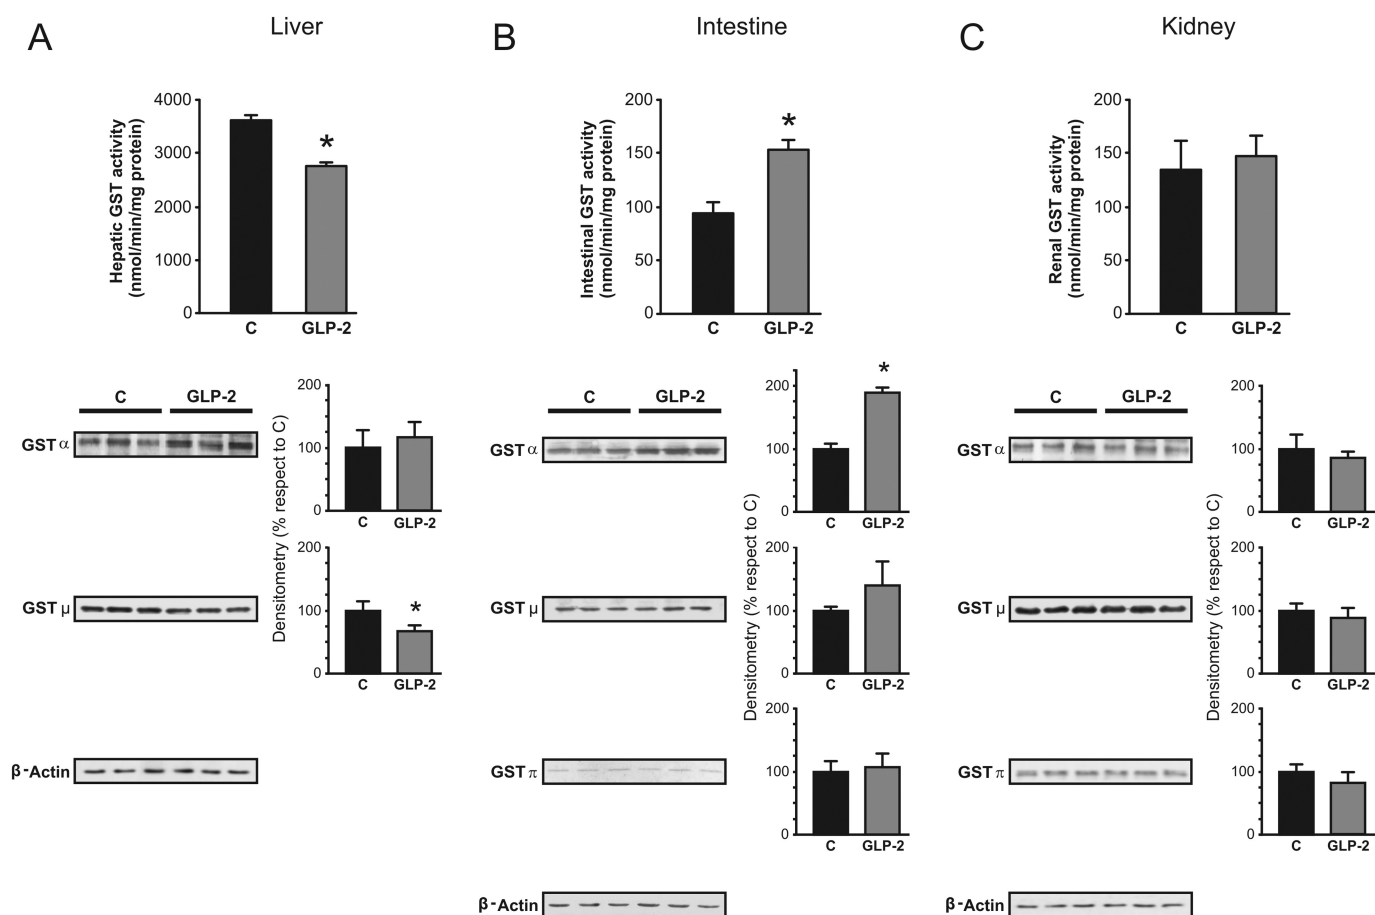 A
Liver
Hepatic GST activity
(nmol/min/mg protein)
4000
3000
2000
1000
0
*
C
GLP-2
C
GLP-2
GST α
GST μ
β-Actin
Densitometry (% respect to C)
200
100
0
C
GLP-2
200
100
0
*
C
GLP-2
B
Intestine
Intestinal GST activity
(nmol/min/mg protein)
200
150
100
50
0
*
C
GLP-2
C
GLP-2
GST α
GST μ
GST π
β-Actin
Densitometry (% respect to C)
200
100
0
*
C
GLP-2
200
100
0
C
GLP-2
200
100
0
C
GLP-2
C
Kidney
Renal GST activity
(nmol/min/mg protein)
200
150
100
50
0
C
GLP-2
C
GLP-2
GST α
GST μ
GST π
β-Actin
Densitometry (% respect to C)
200
100
0
C
GLP-2
200
100
0
C
GLP-2
200
100
0
C
GLP-2